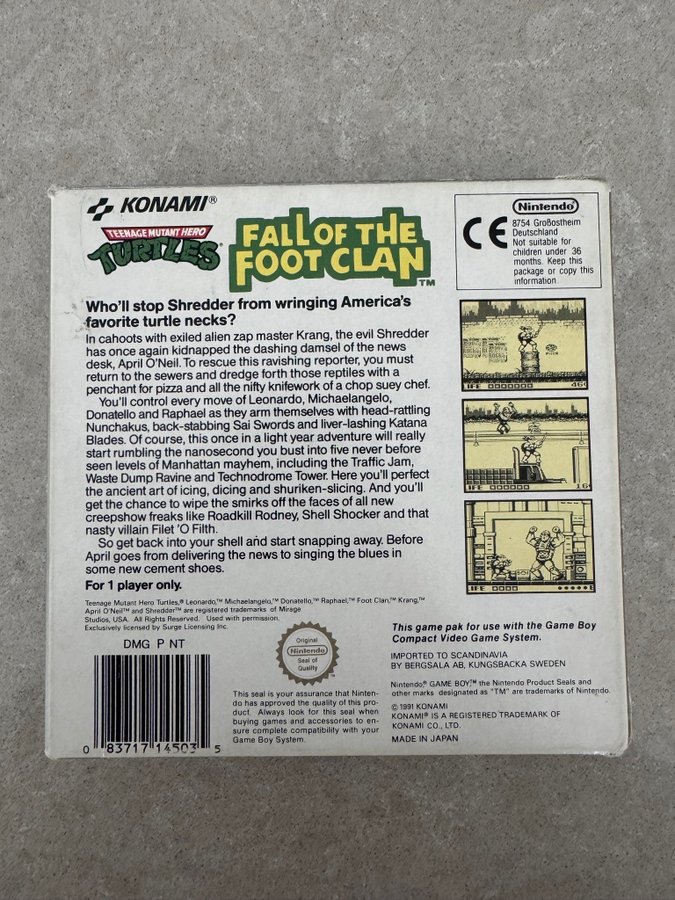 KONAMI®
TEENAGE MUTANT HERO
TURTLES
FALL OF THE
FOOT CLAN™
Nintendo
8754 Großostheim
Deutschland
Not suitable for
children under 36
months. Keep this
package or copy this
information.
CE
Who'll stop Shredder from wringing America's
favorite turtle necks?
In cahoots with exiled alien zap master Krang, the evil Shredder
has once again kidnapped the dashing damsel of the news
desk, April O'Neil. To rescue this ravishing reporter, you must
return to the sewers and dredge forth those reptiles with a
penchant for pizza and all the nifty knifework of a chop suey chef.
You'll control every move of Leonardo, Michaelangelo,
Donatello and Raphael as they arm themselves with head-rattling
Nunchakus, back-stabbing Sai Swords and liver-lashing Katana
Blades. Of course, this once in a light year adventure will really
start rumbling the nanosecond you bust into five never before
seen levels of Manhattan mayhem, including the Traffic Jam,
Waste Dump Ravine and Technodrome Tower. Here you'll perfect
the ancient art of icing, dicing and shuriken-slicing. And you'll
get the chance to wipe the smirks off the faces of all new
creepshow freaks like Roadkill Rodney, Shell Shocker and that
nasty villain Filet 'O Filth.
So get back into your shell and start snapping away. Before
April goes from delivering the news to singing the blues in
some new cement shoes.
For 1 player only.
Teenage Mutant Hero Turtles,® Leonardo,™ Michaelangelo,™ Donatello,™ Raphael,™ Foot Clan,™ Krang,™
April O'Neil™ and Shredder™ are registered trademarks of Mirage
Studios, USA. All Rights Reserved. Used with permission.
Exclusively licensed by Surge Licensing Inc.
DMG P NT
0 83717 14503 5
Original
Nintendo
Seal of
Quality
This seal is your assurance that Ninten-
do has approved the quality of this pro-
duct. Always look for this seal when
buying games and accessories to en-
sure complete compatibility with your
Game Boy System.
LIFE
46
LIFE
16
LIFE
This game pak for use with the Game Boy
Compact Video Game System.
IMPORTED TO SCANDINAVIA
BY BERGSALA AB, KUNGSBACKA SWEDEN
Nintendo,® GAME BOY,™ the Nintendo Product Seals and
other marks designated as "TM" are trademarks of Nintendo.
© 1991 KONAMI
KONAMI® IS A REGISTERED TRADEMARK OF
KONAMI CO., LTD.
MADE IN JAPAN